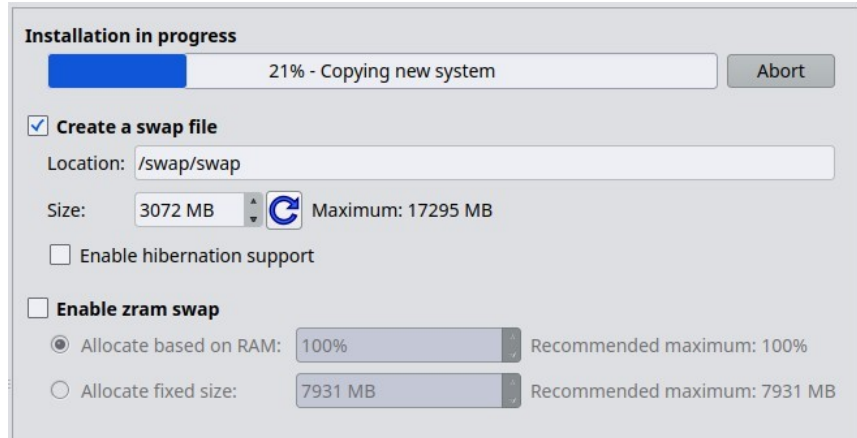 Installation in progress
21% - Copying new system Abort
Create a swap file
Location: /swap/swap
Size: 3072 MB Maximum: 17295 MB
Enable hibernation support
Enable zram swap
Allocate based on RAM: 100% Recommended maximum: 100%
Allocate fixed size: 7931 MB Recommended maximum: 7931 MB